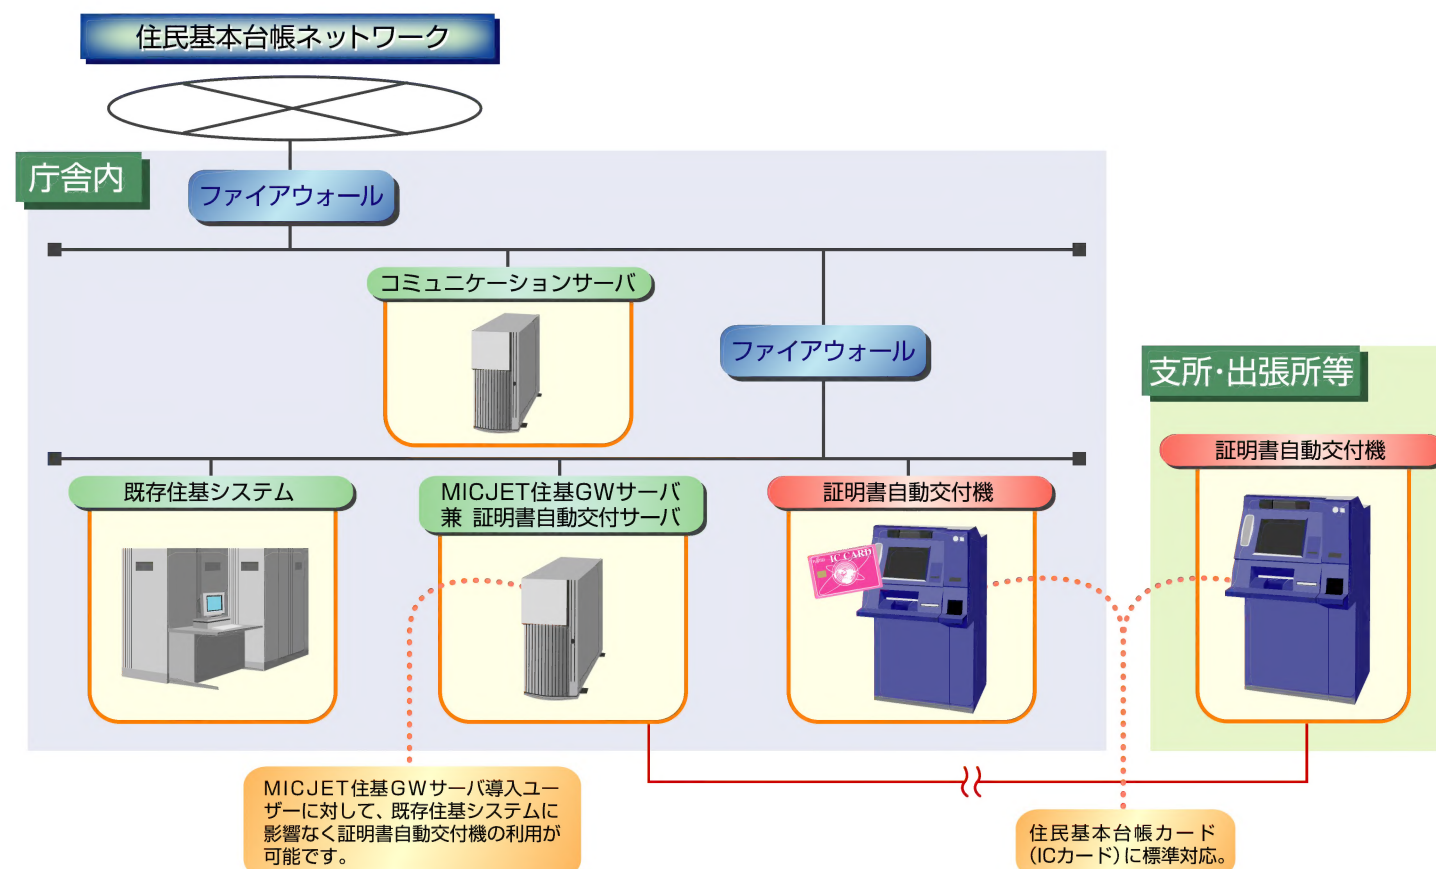 住民基本台帳ネットワーク
庁舎内
ファイアウォール
コミュニケーションサーバ
ファイアウォール
支所・出張所等
証明書自動交付機
既存住基システム
MICJET住基GWサーバ
兼 証明書自動交付サーバ
証明書自動交付機
IC CARD
MICJET住基GWサーバ導入ユー
ザーに対して、既存住基システムに
影響なく証明書自動交付機の利用が
可能です。
住民基本台帳カード
（ICカード）に標準対応。